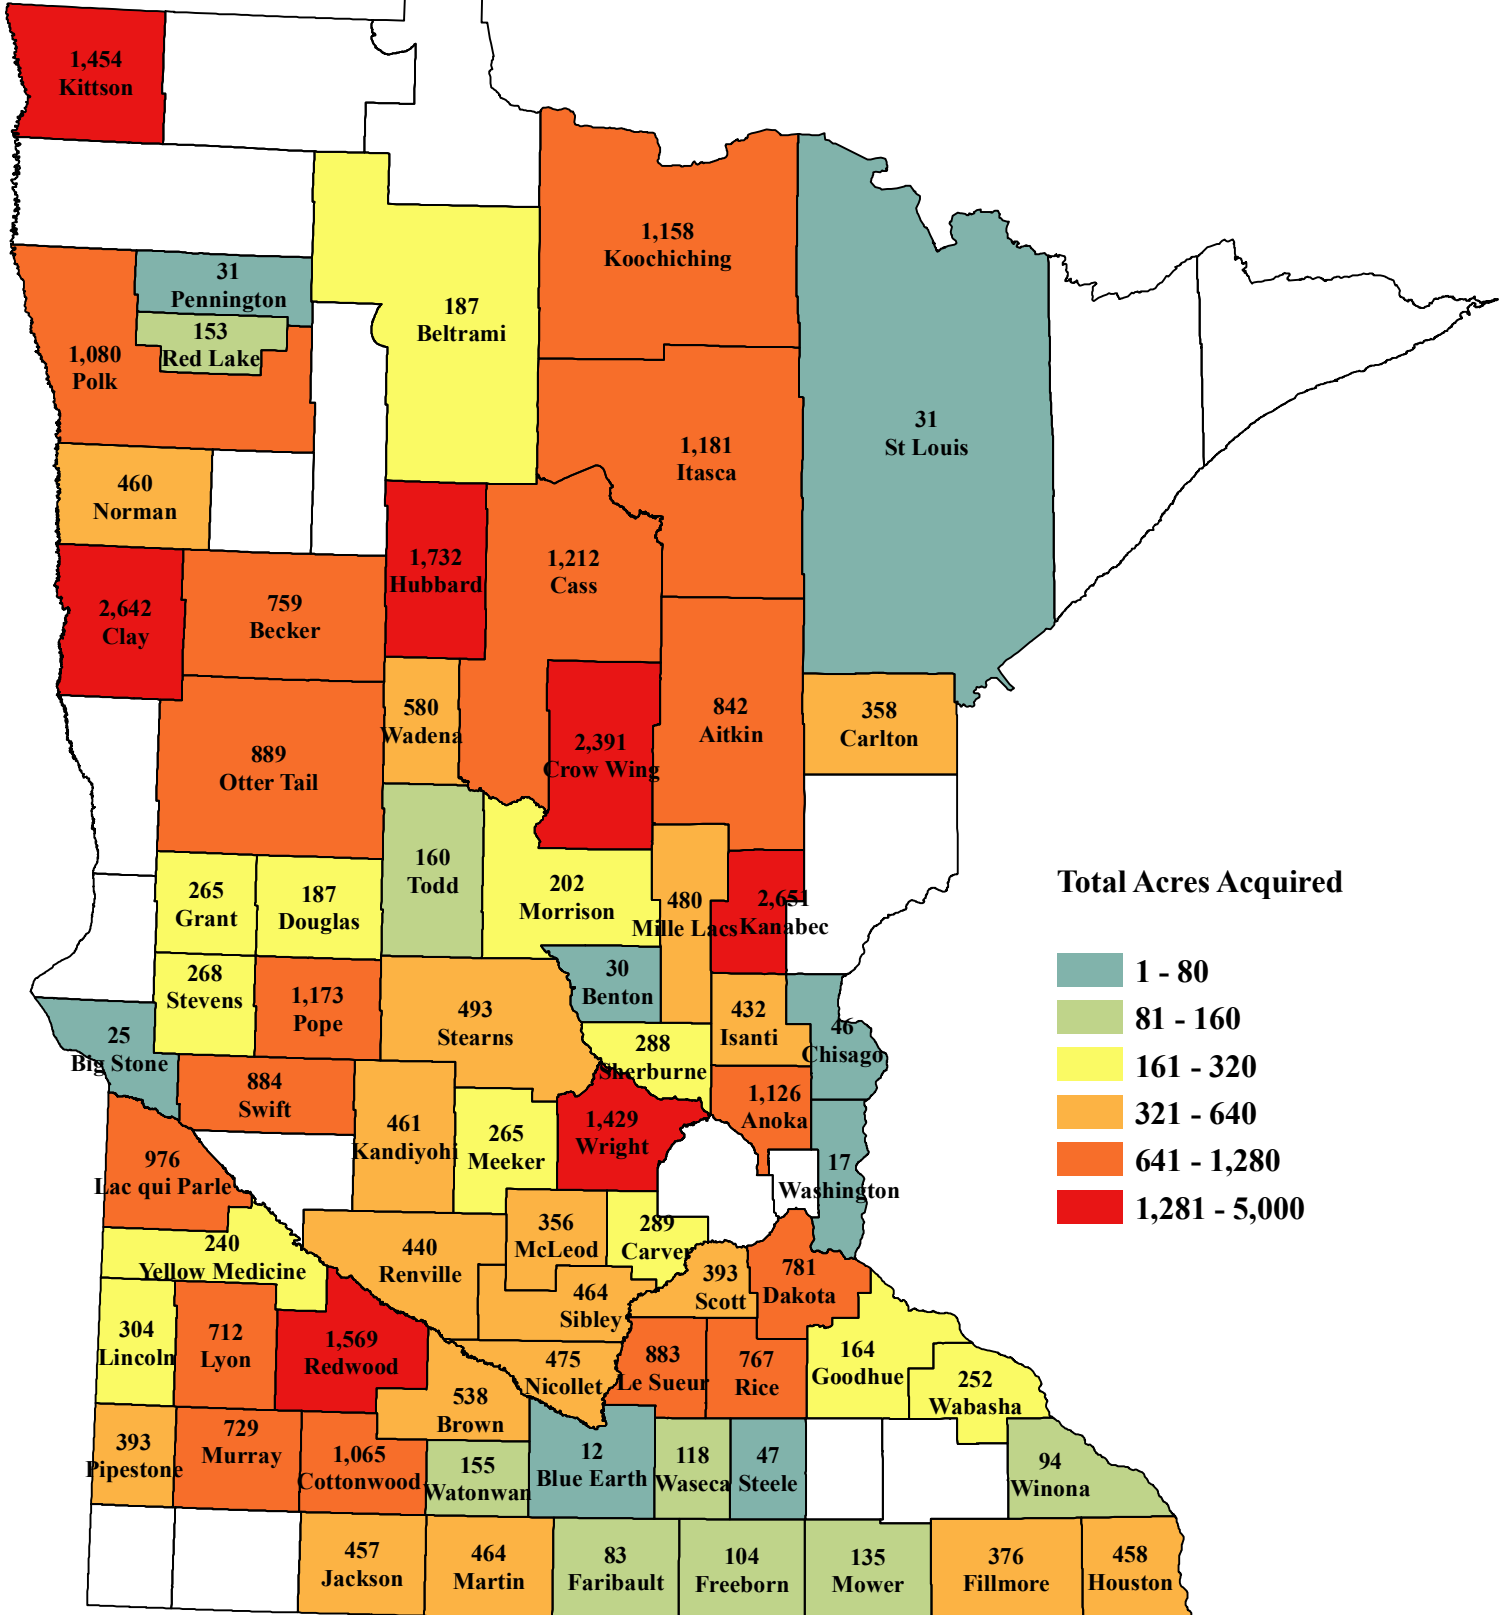 1,454
Kittson
1,158
Koochiching
31
Pennington
187
Beltrami
153
Red Lake
1,080
Polk
31
St Louis
1,181
Itasca
460
Norman
1,732
Hubbard
1,212
Cass
2,642
Clay
759
Becker
580
Wadena
842
Aitkin
358
Carlton
2,391
Crow Wing
889
Otter Tail
160
Todd
202
Morrison
265
Grant
187
Douglas
480
Mille Lacs
2,651
Kanabec
268
Stevens
1,173
Pope
493
Stearns
30
Benton
432
Isanti
46
Chisago
25
Big Stone
288
Sherburne
884
Swift
1,126
Anoka
461
Kandiyohi
265
Meeker
1,429
Wright
976
Lac qui Parle
17
Washington
240
Yellow Medicine
440
Renville
356
McLeod
289
Carver
464
Sibley
393
Scott
781
Dakota
304
Lincoln
712
Lyon
1,569
Redwood
475
Nicollet
883
Le Sueur
767
Rice
164
Goodhue
252
Wabasha
538
Brown
393
Pipestone
729
Murray
1,065
Cottonwood
155
Watonwan
12
Blue Earth
118
Waseca
47
Steele
94
Winona
457
Jackson
464
Martin
83
Faribault
104
Freeborn
135
Mower
376
Fillmore
458
Houston
Total Acres Acquired
1 - 80
81 - 160
161 - 320
321 - 640
641 - 1,280
1,281 - 5,000